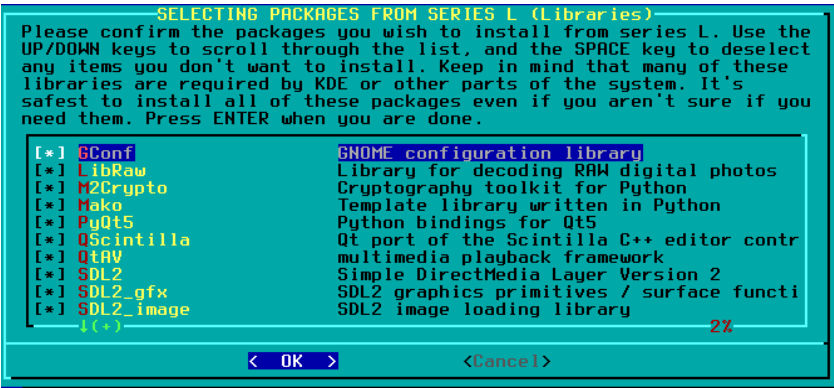 SELECTING PACKAGES FROM SERIES L (Libraries)
Please confirm the packages you wish to install from series L. Use the
UP/DOWN keys to scroll through the list, and the SPACE key to deselect
any items you don't want to install. Keep in mind that many of these
libraries are required by KDE or other parts of the system. It's
safest to install all of these packages even if you aren't sure if you
need them. Press ENTER when you are done.
[*] GConf GNOME configuration library
[*] LibRaw Library for decoding RAW digital photos
[*] M2Crypto Cryptography toolkit for Python
[*] Mako Template library written in Python
[*] PyQt5 Python bindings for Qt5
[*] QScintilla Qt port of the Scintilla C++ editor contr
[*] QtAV multimedia playback framework
[*] SDL2 Simple DirectMedia Layer Version 2
[*] SDL2_gfx SDL2 graphics primitives / surface functi
[*] SDL2_image SDL2 image loading library
↓(+) 2%
< OK > <Cancel>